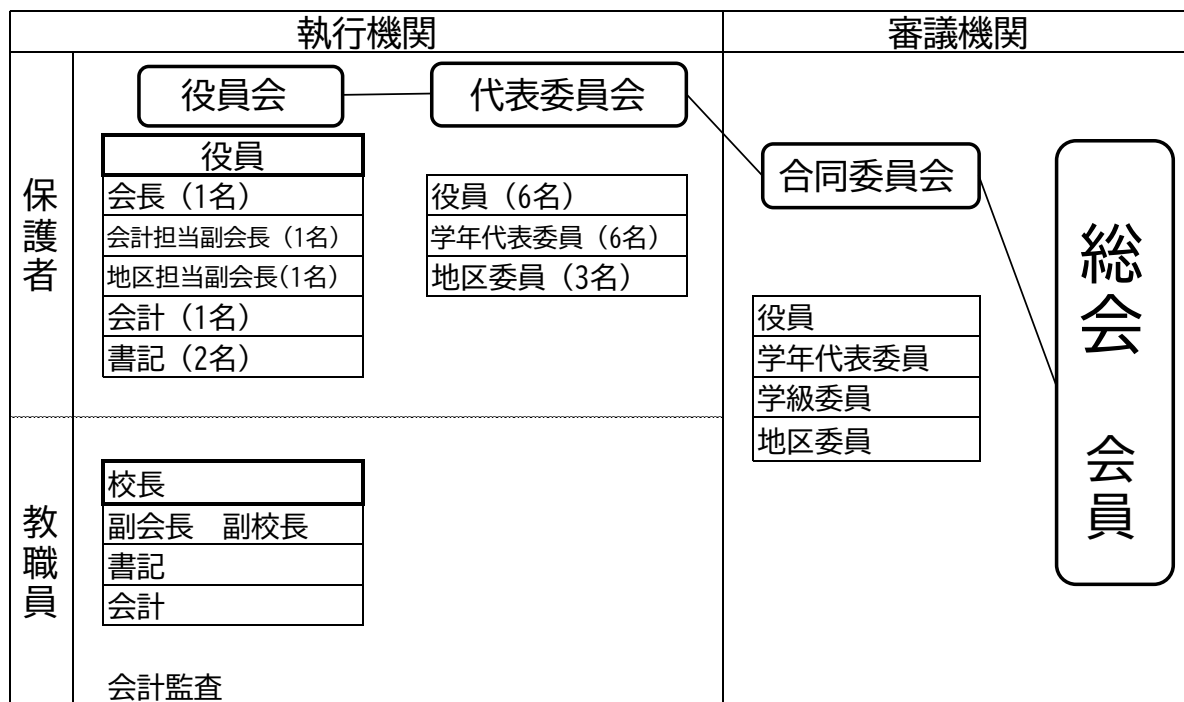 執行機関
審議機関
保護者
役員会
代表委員会
役員
会長（1名）
会計担当副会長（1名）
地区担当副会長(1名）
会計（1名）
書記（2名）
役員（6名）
学年代表委員（6名）
地区委員（3名）
合同委員会
役員
学年代表委員
学級委員
地区委員
総会　会員
教職員
校長
副会長　副校長
書記
会計
会計監査